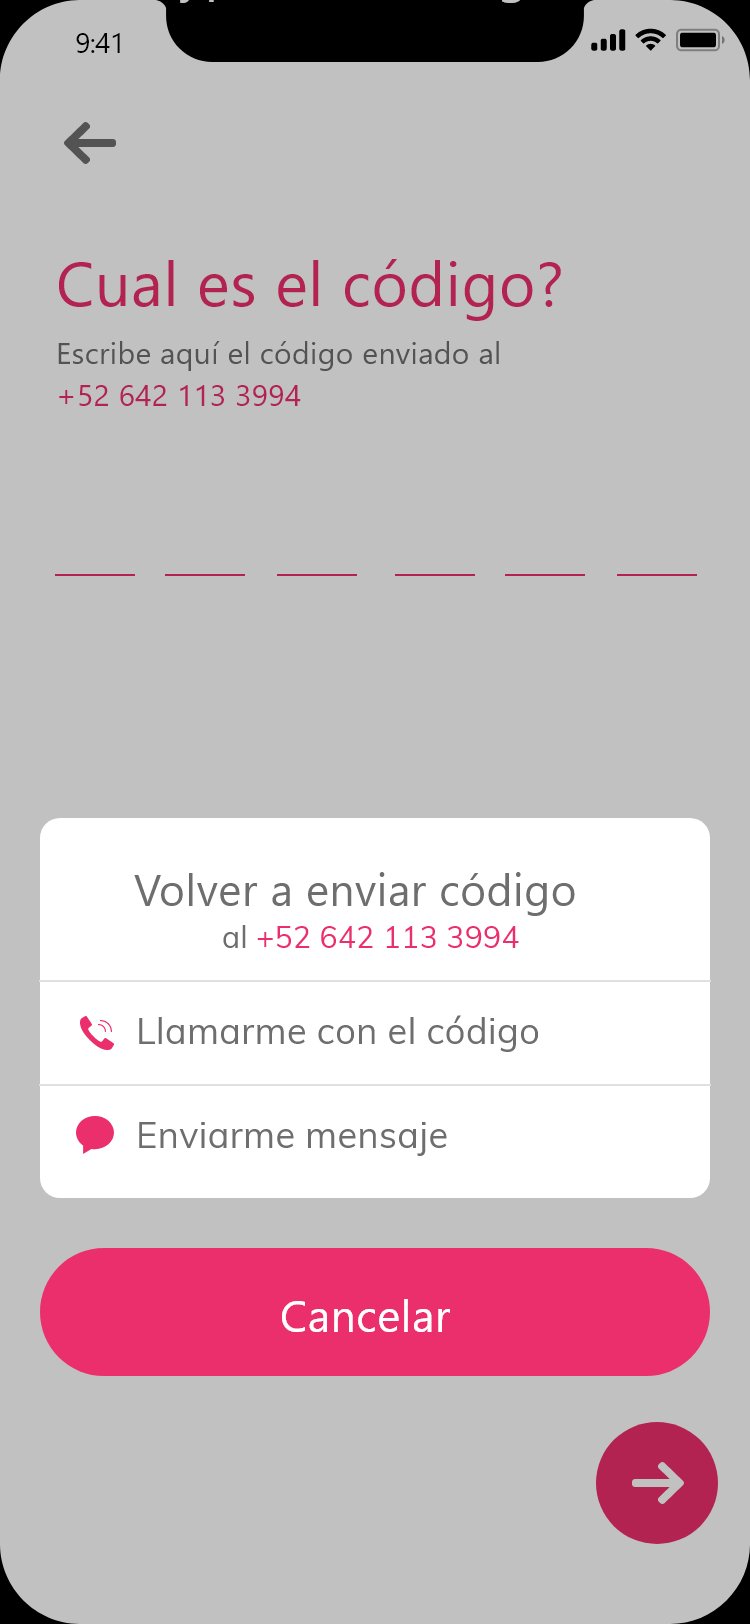 9:41
Cual es el código?
Escribe aquí el código enviado al
+52 642 113 3994
Volver a enviar código
al +52 642 113 3994
Llamarme con el código
Enviarme mensaje
Cancelar